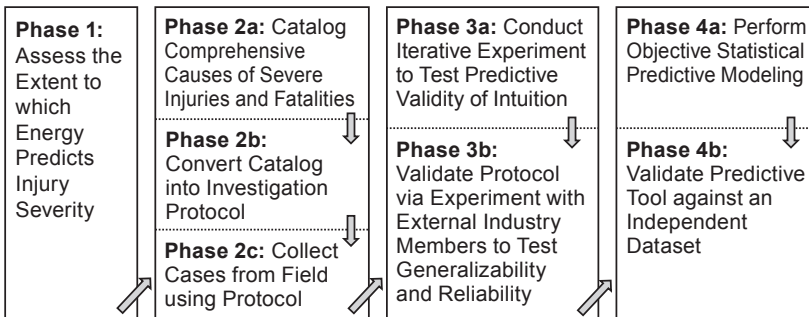 Phase 1:
Assess the
Extent to
which
Energy
Predicts
Injury
Severity
Phase 2a: Catalog
Comprehensive
Causes of Severe
Injuries and Fatalities
Phase 2b:
Convert Catalog
into Investigation
Protocol
Phase 2c: Collect
Cases from Field
using Protocol
Phase 3a: Conduct
Iterative Experiment
to Test Predictive
Validity of Intuition
Phase 3b:
Validate Protocol
via Experiment with
External Industry
Members to Test
Generalizability
and Reliability
Phase 4a: Perform
Objective Statistical
Predictive Modeling
Phase 4b:
Validate Predictive
Tool against an
Independent
Dataset